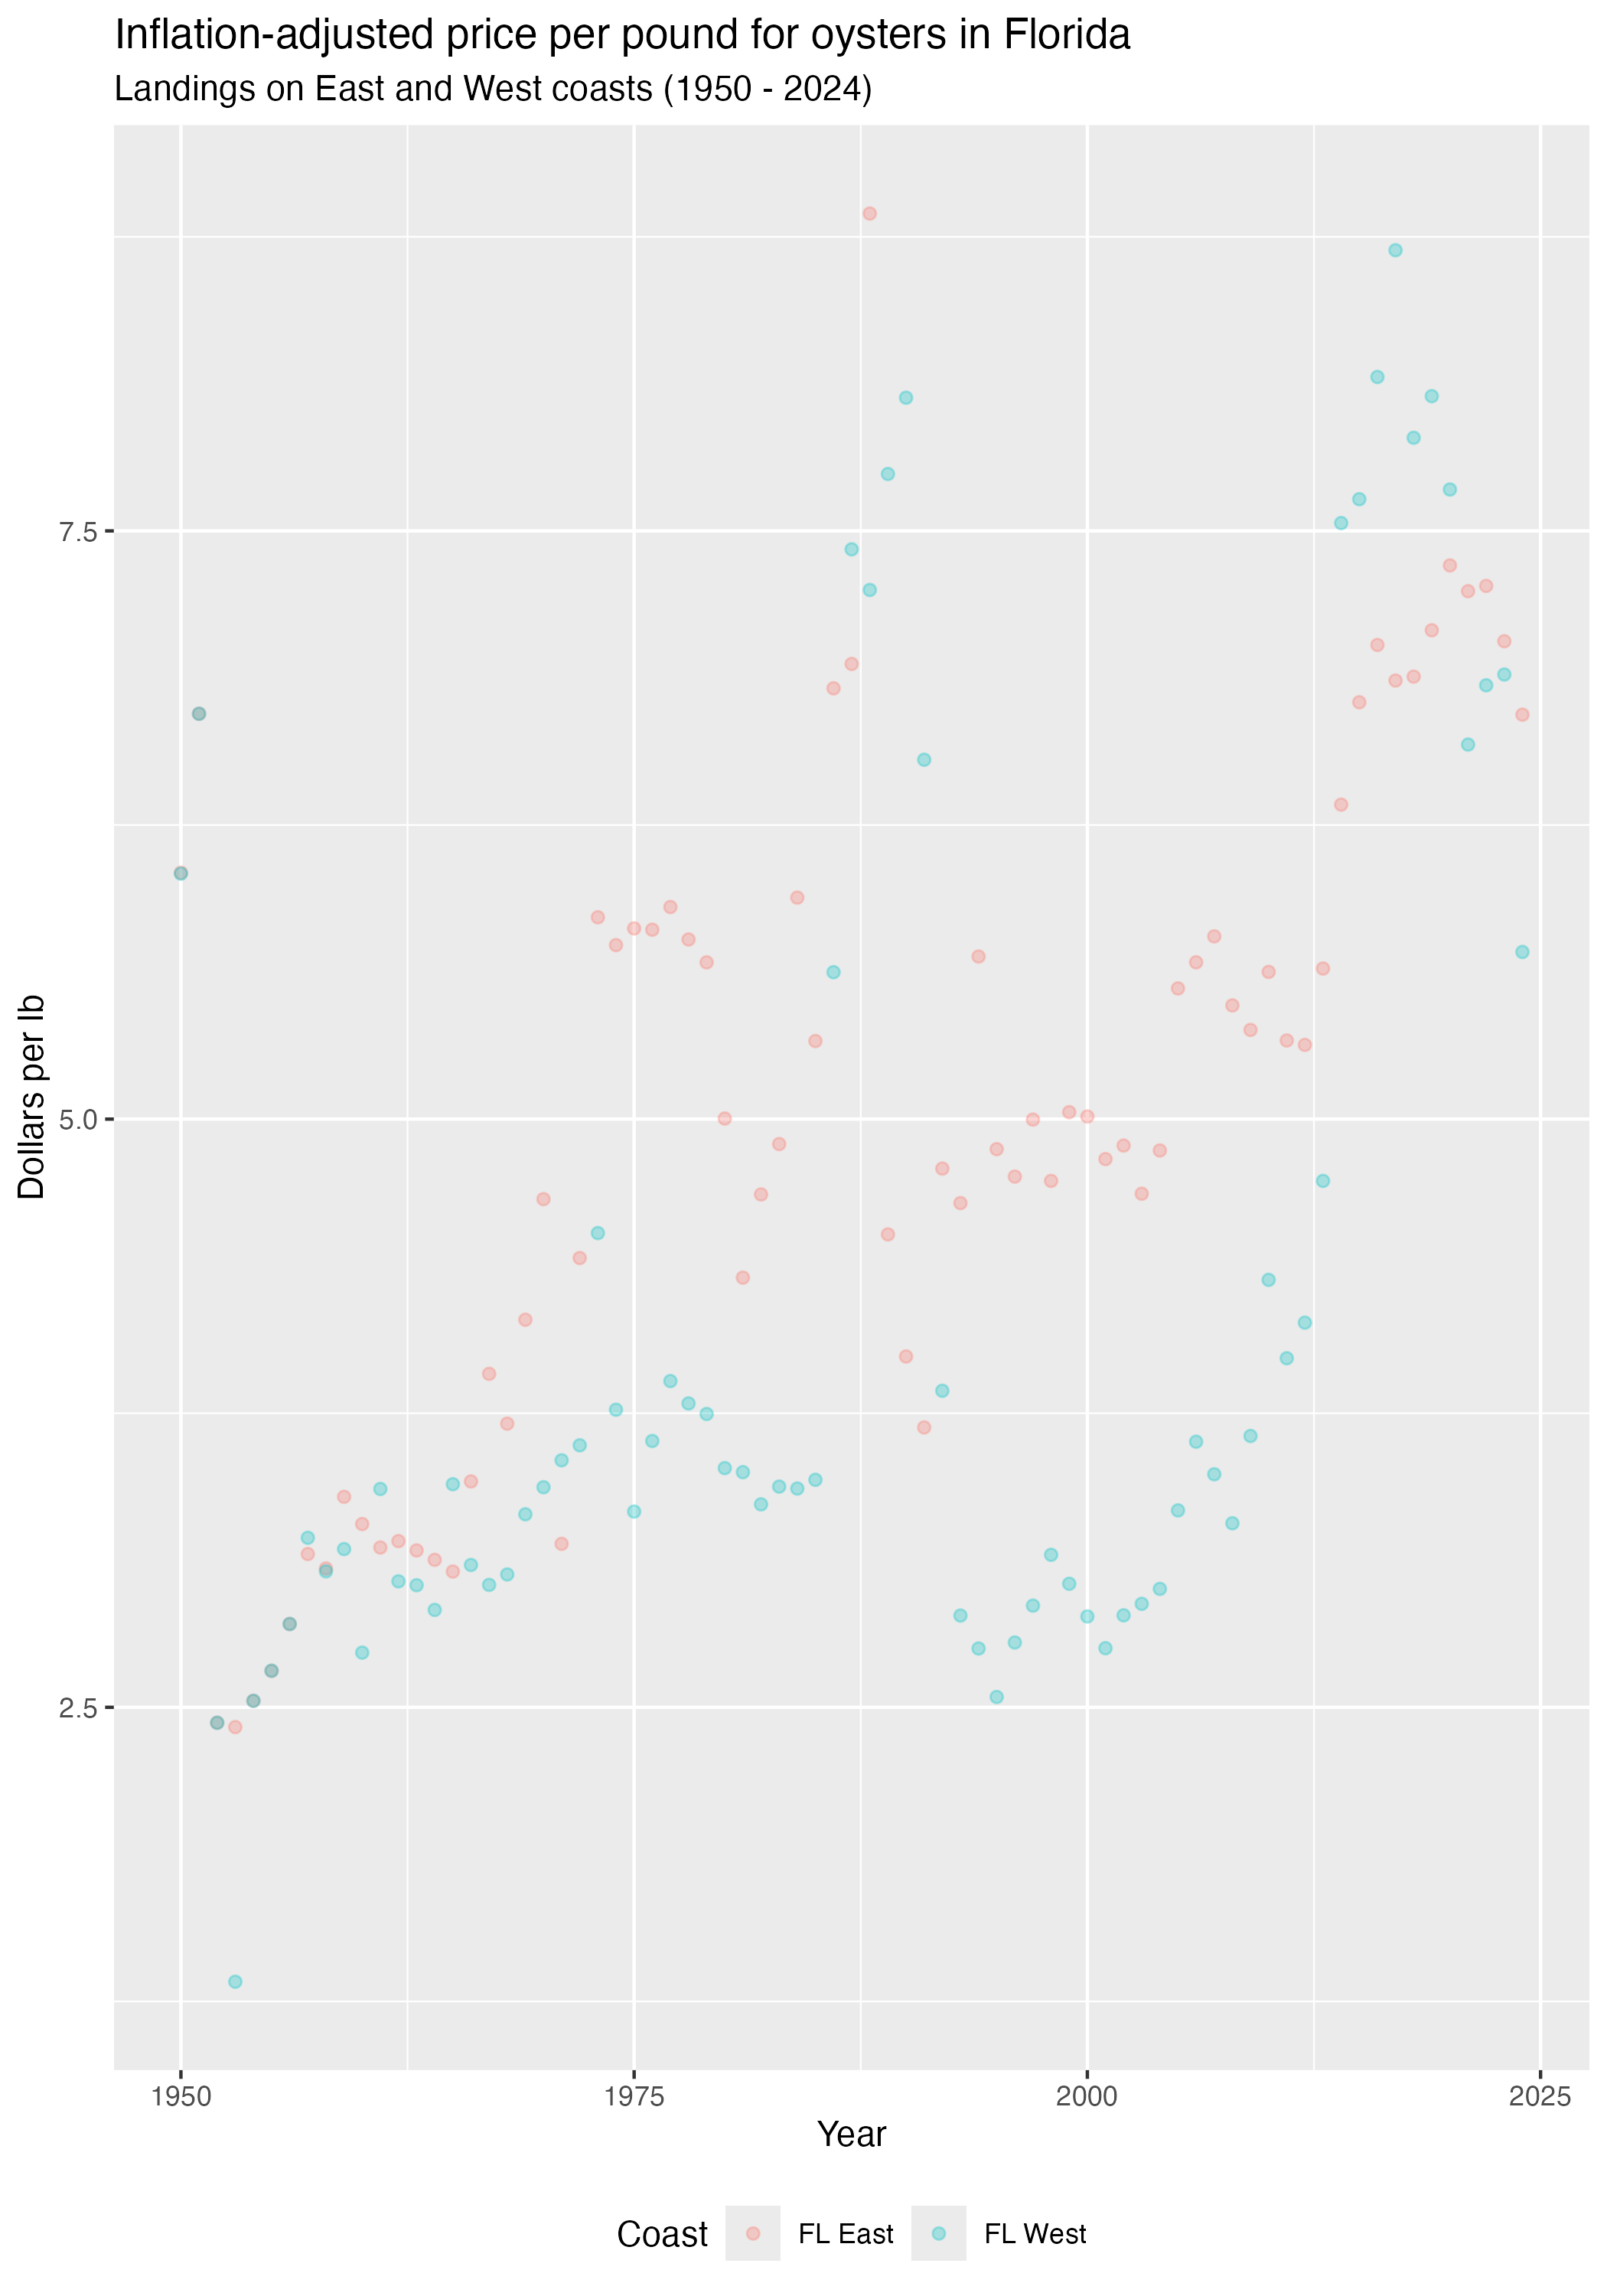 Inflation-adjusted price per pound for oysters in Florida
Landings on East and West coasts (1950 - 2024)
Dollars per lb
7.5
5.0
2.5
1950 1975 2000 2025
Year
Coast FL East FL West